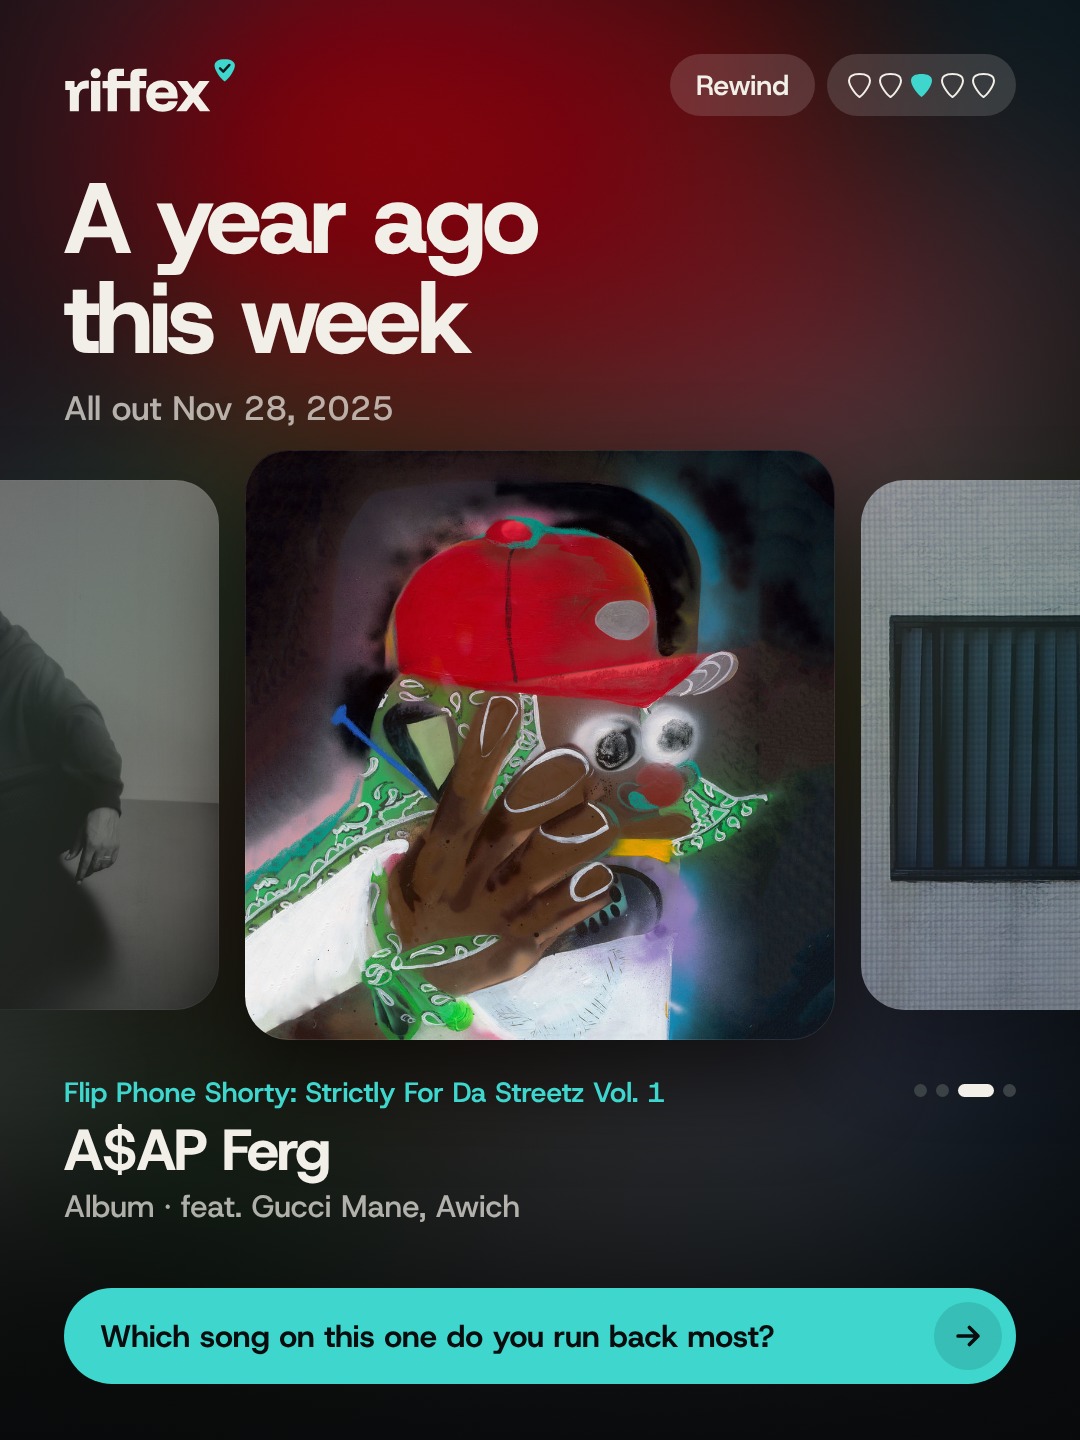 riffex
Rewind
A year ago
this week
All out Nov 28, 2025
Flip Phone Shorty: Strictly For Da Streetz Vol. 1
A$AP Ferg
Album · feat. Gucci Mane, Awich
Which song on this one do you run back most?